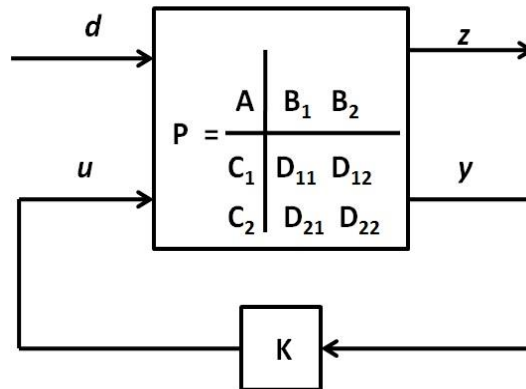 d
z
A B₁ B₂
P =
u
C₁ D₁₁ D₁₂
y
C₂ D₂₁ D₂₂
K